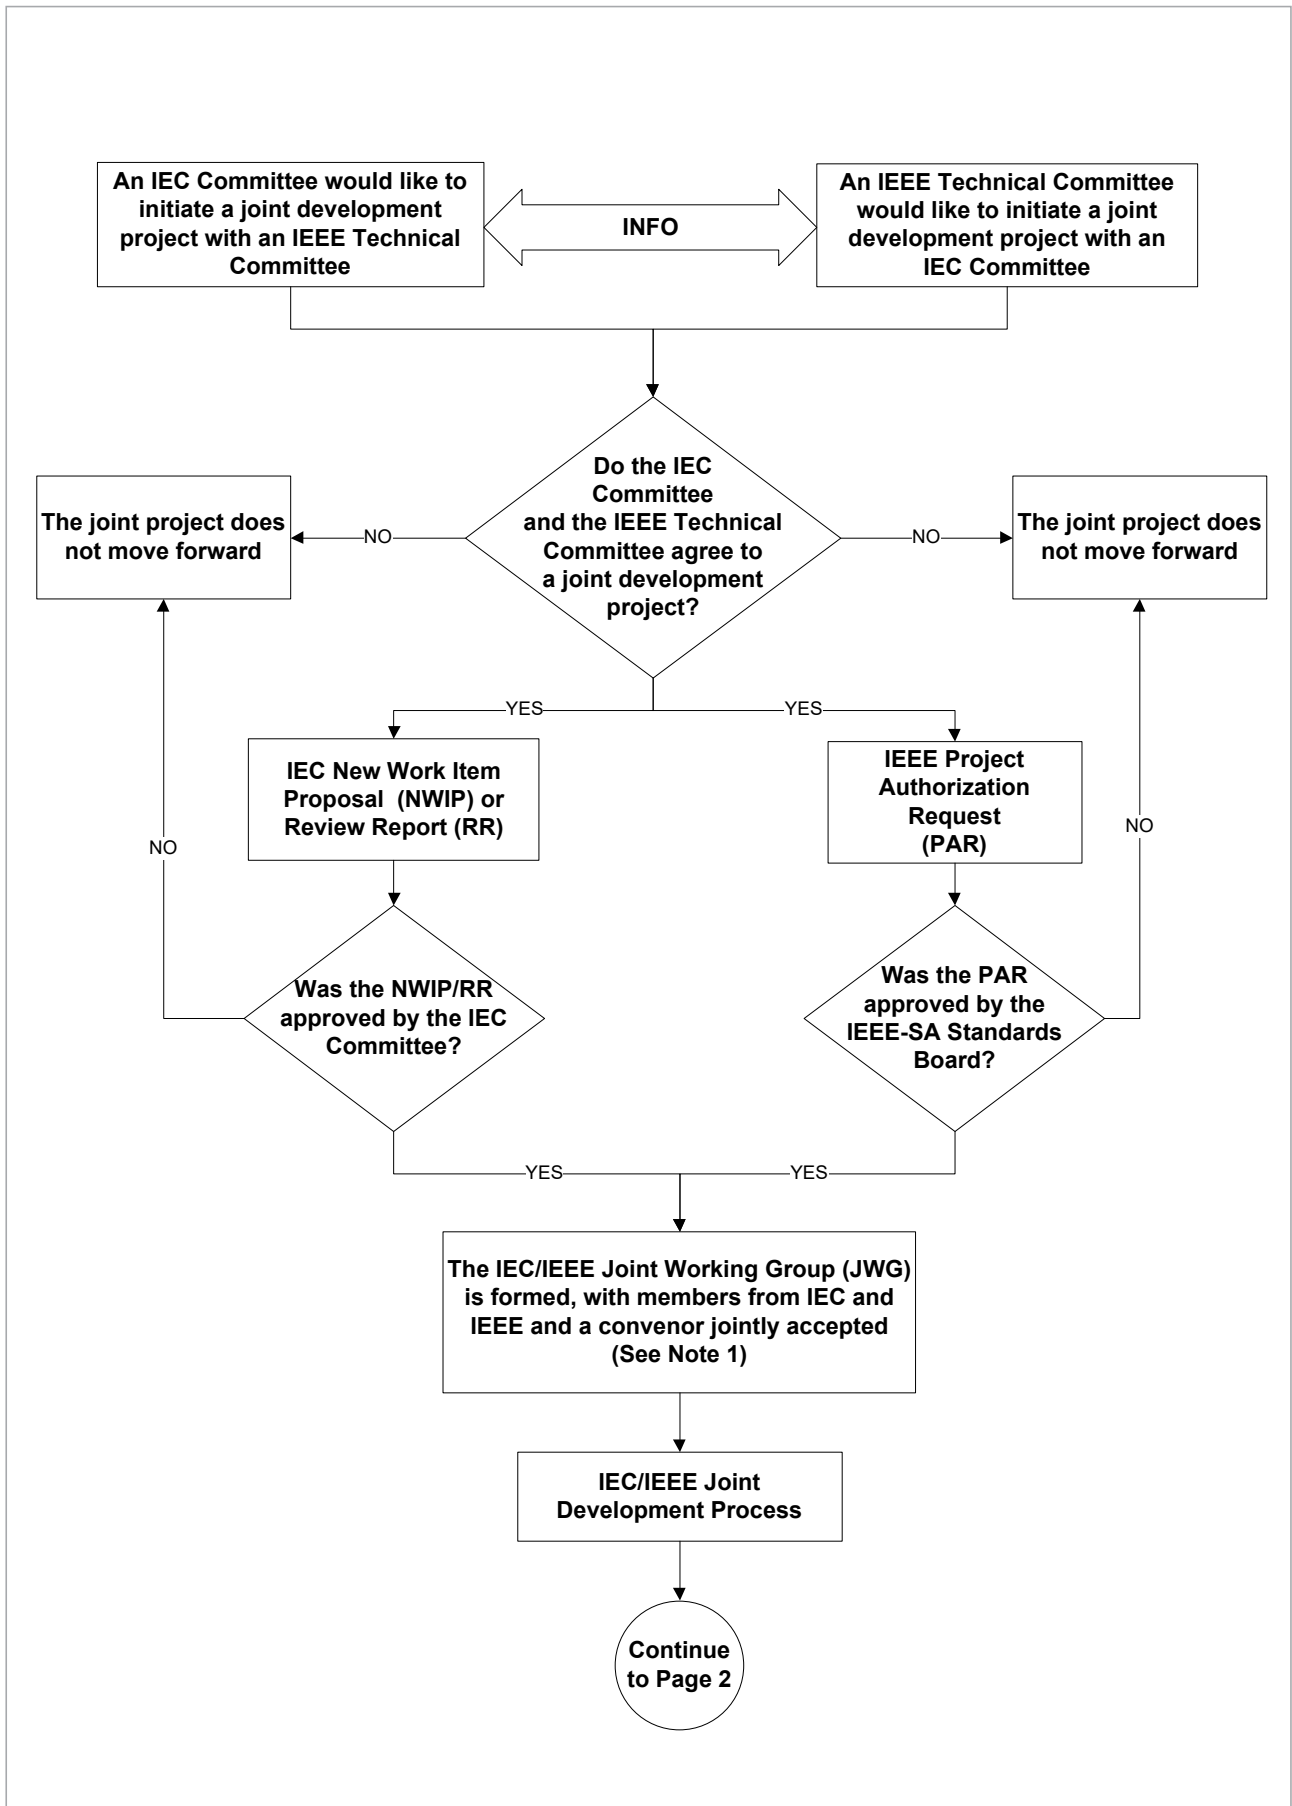 An IEC Committee would like to
initiate a joint development
project with an IEEE Technical
Committee
INFO
An IEEE Technical Committee
would like to initiate a joint
development project with an
IEC Committee
Do the IEC
Committee
and the IEEE Technical
Committee agree to
a joint development
project?
The joint project does
not move forward
NO
NO
The joint project does
not move forward
YES
YES
IEC New Work Item
Proposal (NWIP) or
Review Report (RR)
IEEE Project
Authorization
Request
(PAR)
NO
NO
Was the NWIP/RR
approved by the IEC
Committee?
Was the PAR
approved by the
IEEE-SA Standards
Board?
YES
YES
The IEC/IEEE Joint Working Group (JWG)
is formed, with members from IEC and
IEEE and a convenor jointly accepted
(See Note 1)
IEC/IEEE Joint
Development Process
Continue
to Page 2